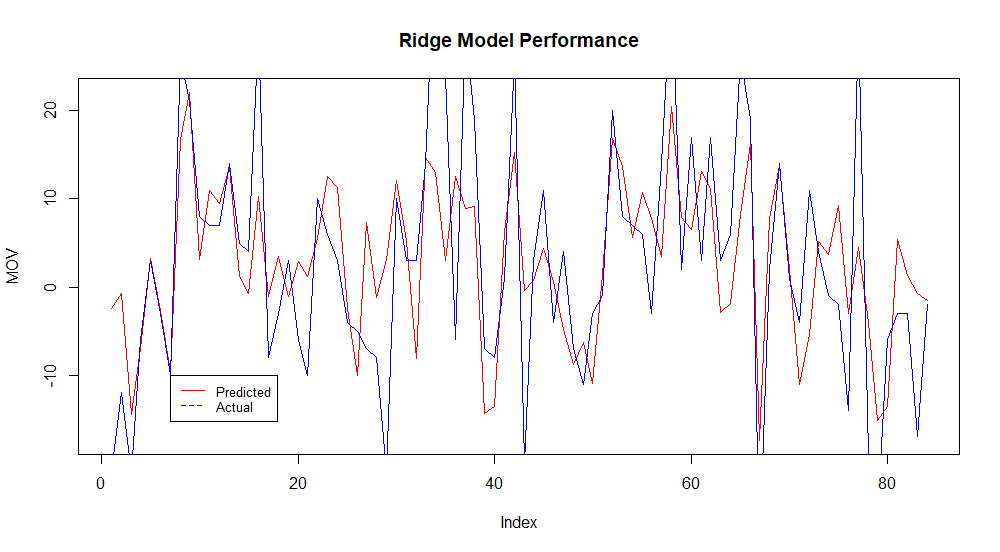 Ridge Model Performance
MOV
20
10
0
-10
Predicted
Actual
0 20 40 60 80
Index